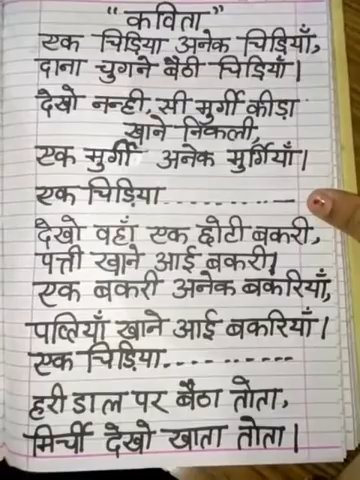 “कविता”
एक चिड़िया अनेक चिड़ियाँ,
दाना चुगने बैठी चिड़ियाँ।
देखो नन्ही, सी मुर्गी कीड़ा
खाने निकली,
एक मुर्गी अनेक मुर्गियाँ।
एक चिड़िया..........—
देखो वहाँ एक छोटी बकरी,
पत्ती खाने आई बकरी।
एक बकरी अनेक बकरियाँ,
पत्तियाँ खाने आई बकरियाँ।
एक चिड़िया...........
हरी डाल पर बैठा तोता,
मिर्ची देखो खाता तोता।